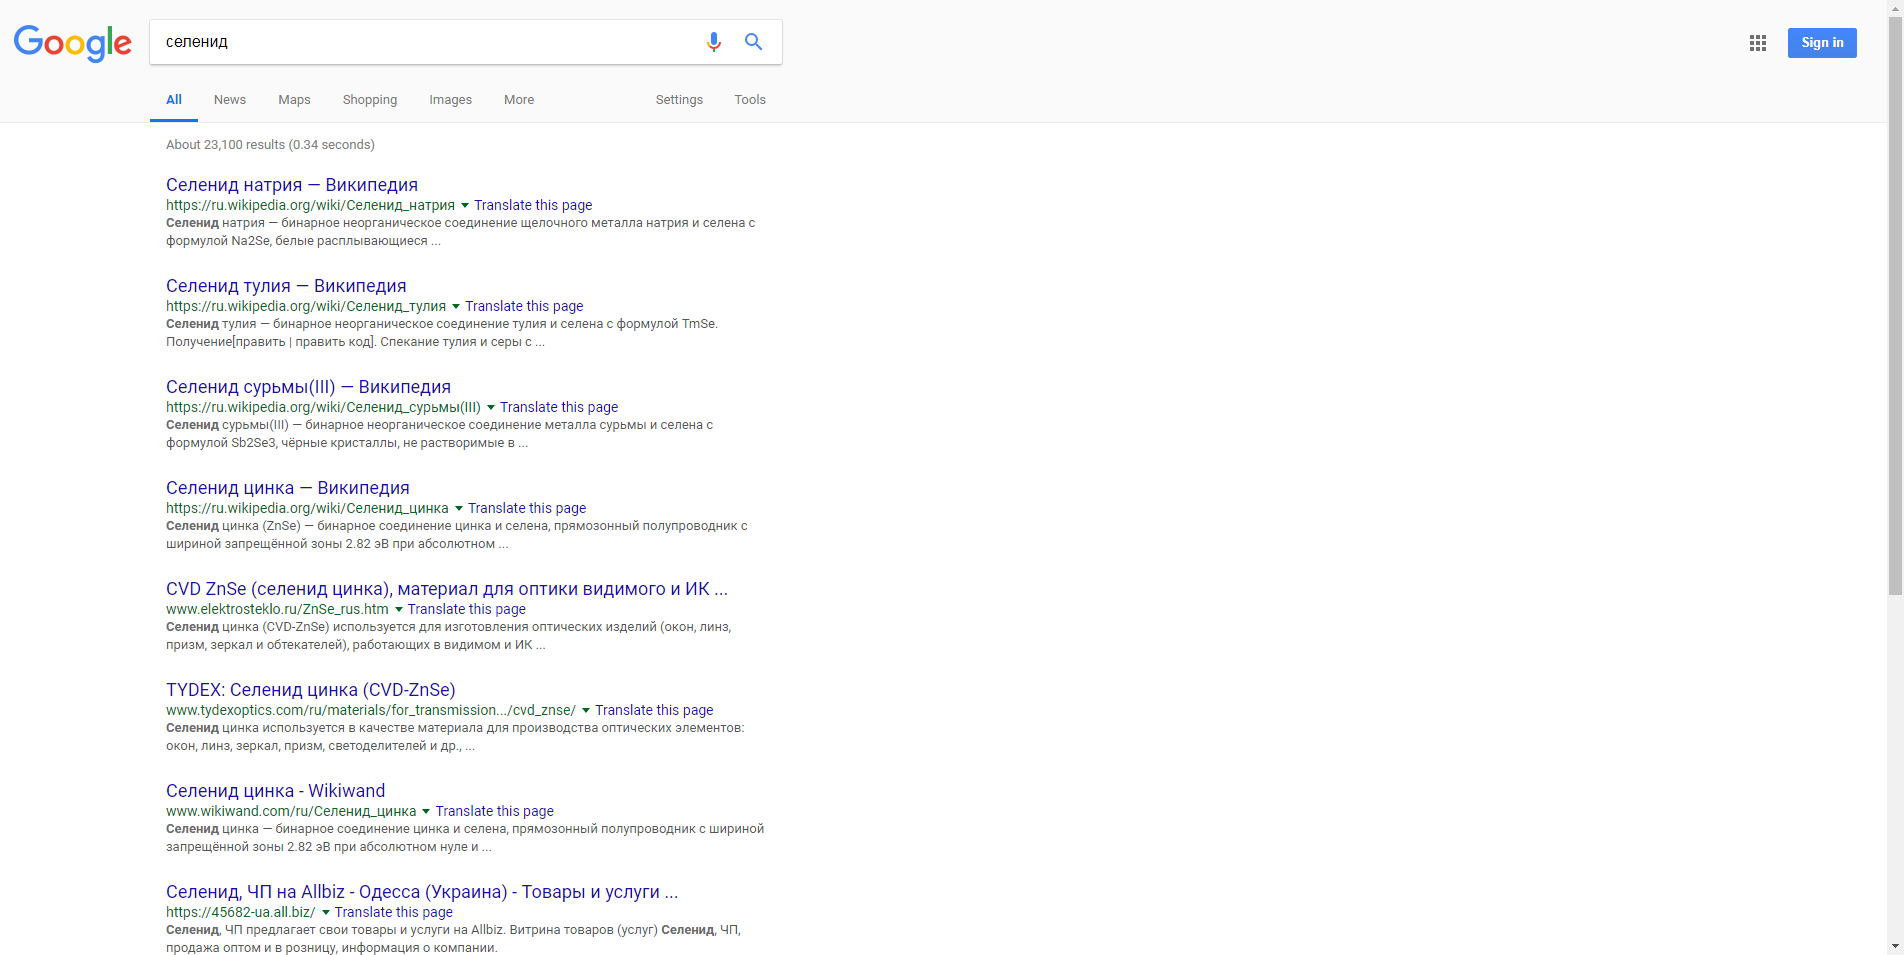 Google
селенид
Sign in
All News Maps Shopping Images More Settings Tools
About 23,100 results (0.34 seconds)
Селенид натрия — Википедия
https://ru.wikipedia.org/wiki/Селенид_натрия Translate this page
Селенид натрия — бинарное неорганическое соединение щелочного металла натрия и селена с
формулой Na2Se, белые расплывающиеся ...
Селенид тулия — Википедия
https://ru.wikipedia.org/wiki/Селенид_тулия Translate this page
Селенид тулия — бинарное неорганическое соединение тулия и селена с формулой TmSe.
Получение[править | править код]. Спекание тулия и серы с ...
Селенид сурьмы(III) — Википедия
https://ru.wikipedia.org/wiki/Селенид_сурьмы(III) Translate this page
Селенид сурьмы(III) — бинарное неорганическое соединение металла сурьмы и селена с
формулой Sb2Se3, чёрные кристаллы, не растворимые в ...
Селенид цинка — Википедия
https://ru.wikipedia.org/wiki/Селенид_цинка Translate this page
Селенид цинка (ZnSe) — бинарное соединение цинка и селена, прямозонный полупроводник с
шириной запрещённой зоны 2.82 эВ при абсолютном ...
CVD ZnSe (селенид цинка), материал для оптики видимого и ИК ...
www.elektrosteklo.ru/ZnSe_rus.htm Translate this page
Селенид цинка (CVD-ZnSe) используется для изготовления оптических изделий (окон, линз,
призм, зеркал и обтекателей), работающих в видимом и ИК ...
TYDEX: Селенид цинка (CVD-ZnSe)
www.tydexoptics.com/ru/materials/for_transmission.../cvd_znse/ Translate this page
Селенид цинка используется в качестве материала для производства оптических элементов:
окон, линз, зеркал, призм, светоделителей и др., ...
Селенид цинка - Wikiwand
www.wikiwand.com/ru/Селенид_цинка Translate this page
Селенид цинка — бинарное соединение цинка и селена, прямозонный полупроводник с шириной
запрещённой зоны 2.82 эВ при абсолютном нуле и ...
Селенид, ЧП на Allbiz - Одесса (Украина) - Товары и услуги ...
https://45682-ua.all.biz/ Translate this page
Селенид, ЧП предлагает свои товары и услуги на Allbiz. Витрина товаров (услуг) Селенид, ЧП,
продажа оптом и в розницу, информация о компании.